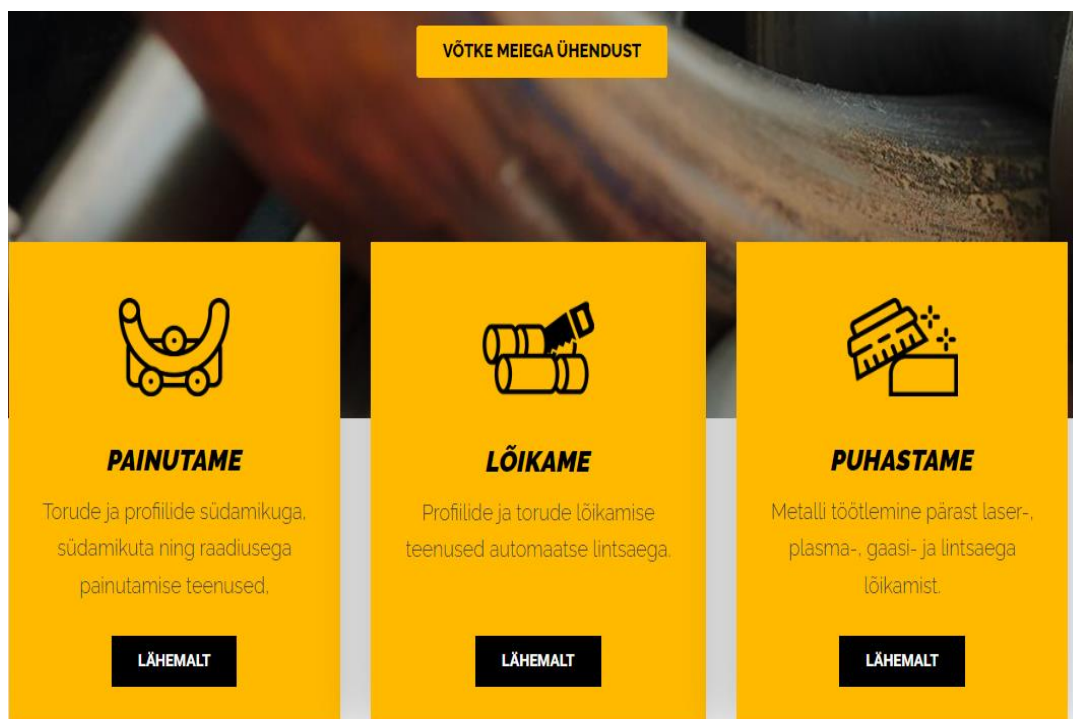 VÕTKE MEIEGA ÜHENDUST
PAINUTAME
Torude ja profiilide südamikuga,
südamikuta ning raadiusega
painutamise teenused,
LÄHEMALT
LÕIKAME
Profiilide ja torude lõikamise
teenused automaatse lintsaega.
LÄHEMALT
PUHASTAME
Metalli töötlemine pärast laser-,
plasma-, gaasi- ja lintsaega
lõikamist.
LÄHEMALT